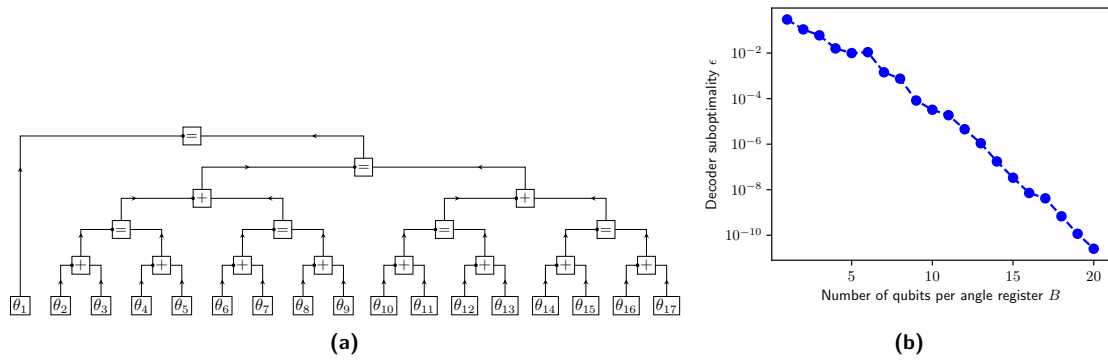 =
=
+ +
= = = =
+ + + + + + + +
θ₁ θ₂ θ₃ θ₄ θ₅ θ₆ θ₇ θ₈ θ₉ θ₁₀ θ₁₁ θ₁₂ θ₁₃ θ₁₄ θ₁₅ θ₁₆ θ₁₇
(a)
Decoder suboptimality ϵ
10⁻²
10⁻⁴
10⁻⁶
10⁻⁸
10⁻¹⁰
5 10 15 20
Number of qubits per angle register B
(b)